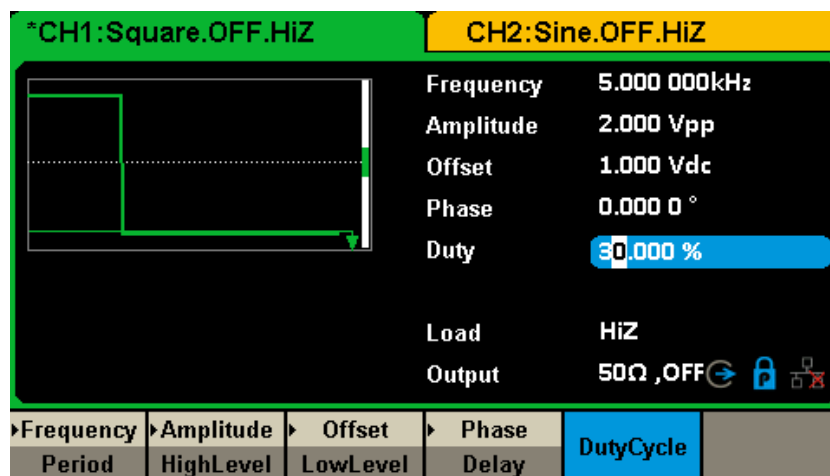 *CH1:Square.OFF.HiZ CH2:Sine.OFF.HiZ
Frequency 5.000 000kHz
Amplitude 2.000 Vpp
Offset 1.000 Vdc
Phase 0.000 0 °
Duty 30.000 %
Load HiZ
Output 50Ω ,OFF P
Frequency Amplitude Offset Phase DutyCycle
Period HighLevel LowLevel Delay